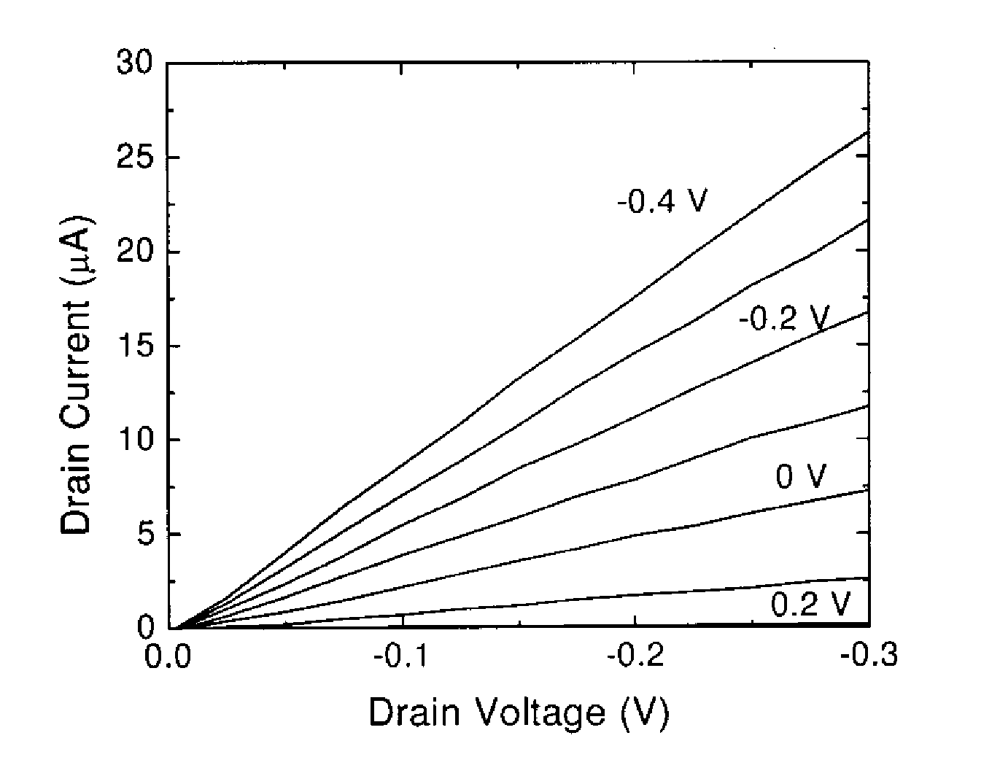 30
25
20
15
10
5
0
Drain Current (μA)
-0.4 V
-0.2 V
0 V
0.2 V
0.0 -0.1 -0.2 -0.3
Drain Voltage (V)